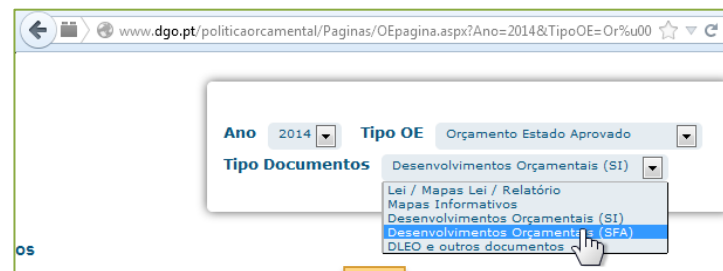 www.dgo.pt/politicaorcamental/Paginas/OEpagina.aspx?Ano=2014&TipoOE=Or%u00
Ano 2014 Tipo OE Orçamento Estado Aprovado
Tipo Documentos Desenvolvimentos Orçamentais (SI)
Lei / Mapas Lei / Relatório
Mapas Informativos
Desenvolvimentos Orçamentais (SI)
Desenvolvimentos Orçamentais (SFA)
DLEO e outros documentos
os